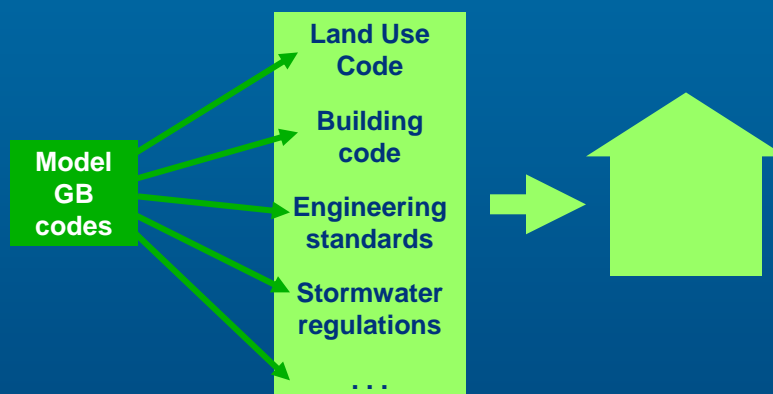 Model
GB
codes
Land Use
Code
Building
code
Engineering
standards
Stormwater
regulations
. . .